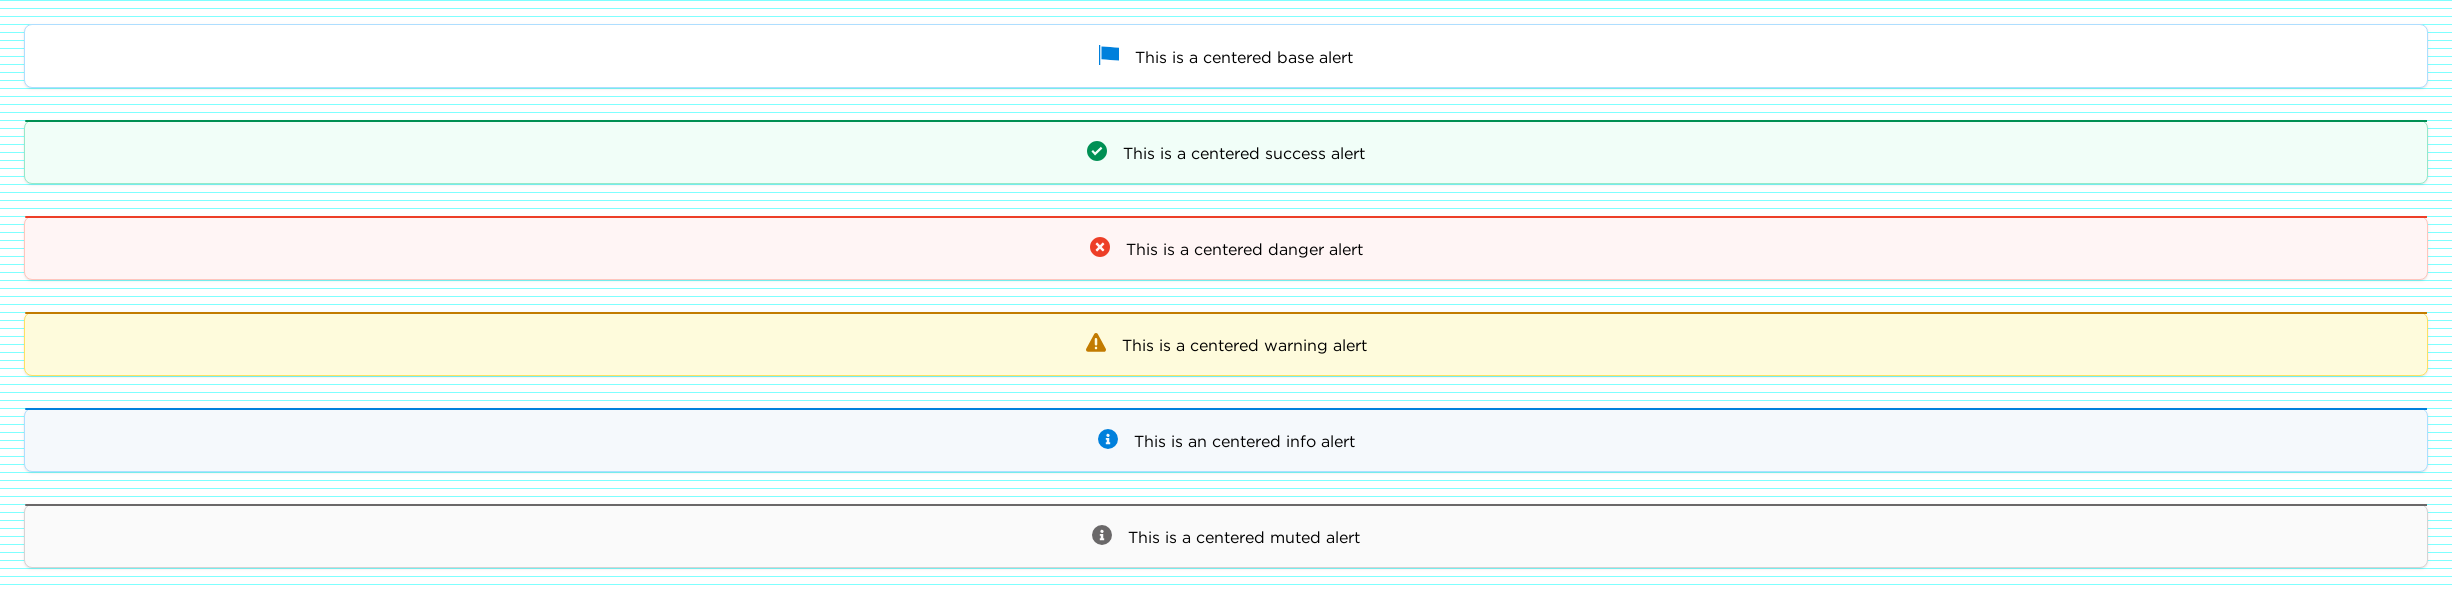 This is a centered base alert
This is a centered success alert
This is a centered danger alert
This is a centered warning alert
This is an centered info alert
This is a centered muted alert